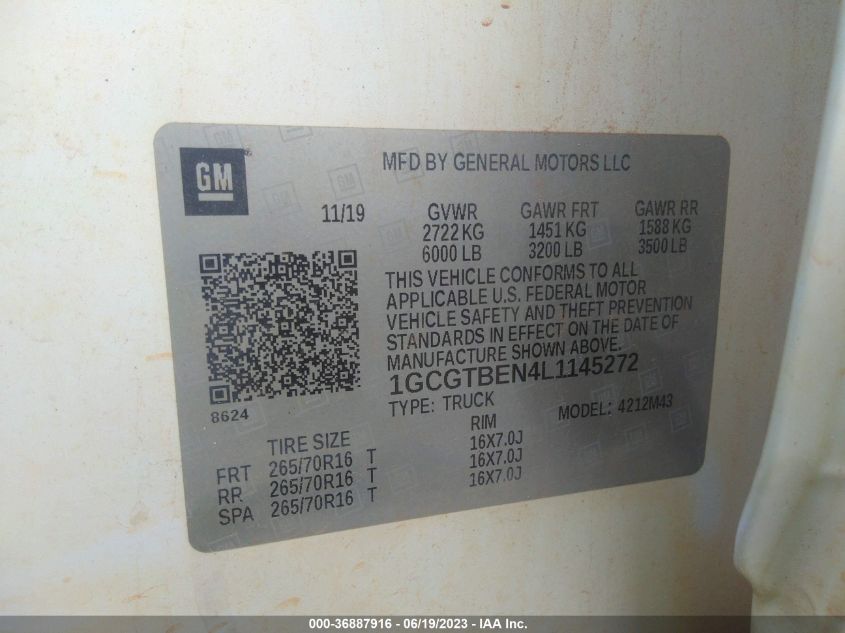 GM
MFD BY GENERAL MOTORS LLC
11/19 GVWR GAWR FRT GAWR RR
2722 KG 1451 KG 1588 KG
6000 LB 3200 LB 3500 LB
THIS VEHICLE CONFORMS TO ALL
APPLICABLE U.S. FEDERAL MOTOR
VEHICLE SAFETY AND THEFT PREVENTION
STANDARDS IN EFFECT ON THE DATE OF
MANUFACTURE SHOWN ABOVE.
1GCGTBEN4L1145272
8624 TYPE: TRUCK MODEL: 4212M43
TIRE SIZE RIM
FRT 265/70R16 T 16X7.0J
RR 265/70R16 T 16X7.0J
SPA 265/70R16 T 16X7.0J
000-36887916 - 06/19/2023 - IAA Inc.